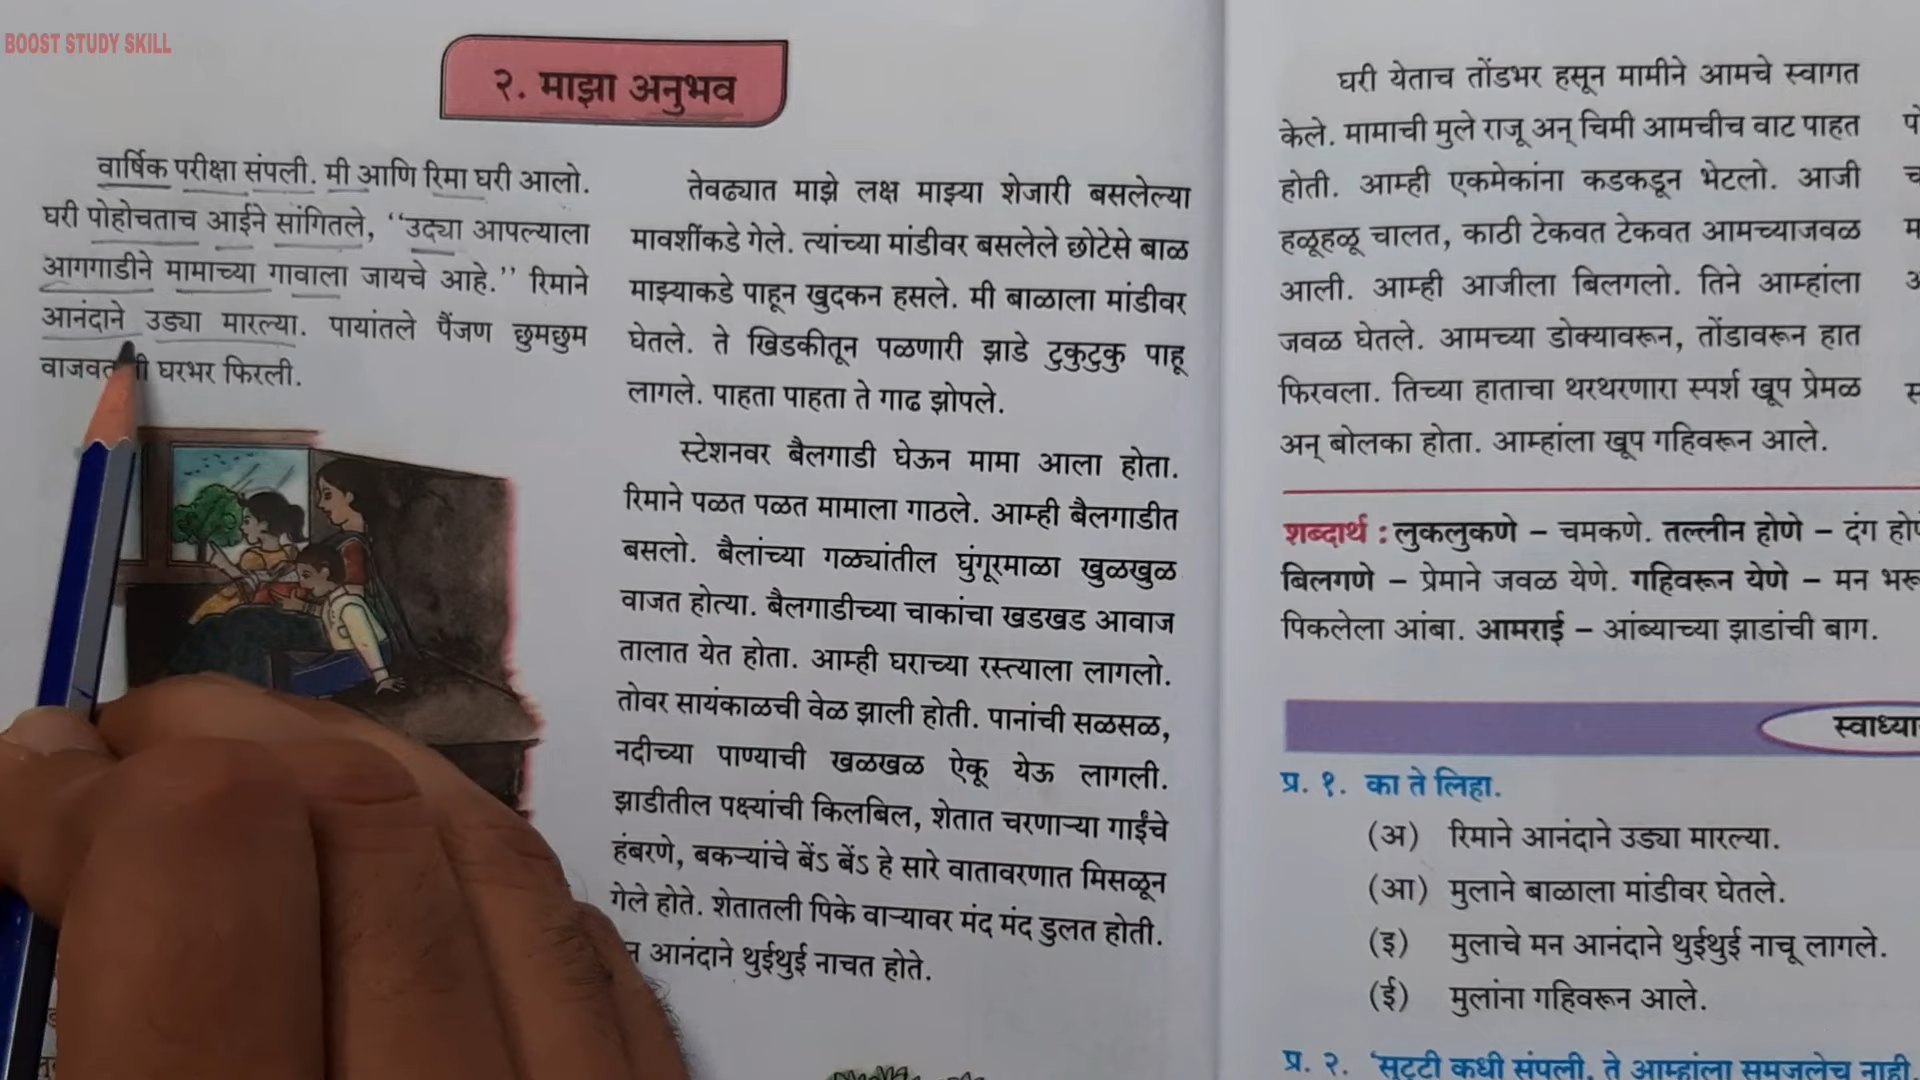 BOOST STUDY SKILL
२. माझा अनुभव
वार्षिक परीक्षा संपली. मी आणि रिमा घरी आलो.
घरी पोहोचताच आईने सांगितले, ‘‘उद्या आपल्याला
आगगाडीने मामाच्या गावाला जायचे आहे.’’ रिमाने
आनंदाने उड्या मारल्या. पायांतले पैंजण छुमछुम
घरभर फिरली.
तेवढ्यात माझे लक्ष माझ्या शेजारी बसलेल्या
मावशींकडे गेले. त्यांच्या मांडीवर बसलेले छोटेसे बाळ
माझ्याकडे पाहून खुदकन हसले. मी बाळाला मांडीवर
घेतले. ते खिडकीतून पळणारी झाडे टुकुटुकु पाहू
लागले. पाहता पाहता ते गाढ झोपले.
स्टेशनवर बैलगाडी घेऊन मामा आला होता.
रिमाने पळत पळत मामाला गाठले. आम्ही बैलगाडीत
बसलो. बैलांच्या गळ्यांतील घुंगूरमाळा खुळखुळ
वाजत होत्या. बैलगाडीच्या चाकांचा खडखड आवाज
तालात येत होता. आम्ही घराच्या रस्त्याला लागलो.
तोवर सायंकाळची वेळ झाली होती. पानांची सळसळ,
नदीच्या पाण्याची खळखळ ऐकू येऊ लागली.
झाडीतील पक्ष्यांची किलबिल, शेतात चरणाऱ्या गाईंचे
हंबरणे, बकऱ्यांचे बेंऽ बेंऽ हे सारे वातावरणात मिसळून
गेले होते. शेतातली पिके वाऱ्यावर मंद मंद डुलत होती.
आनंदाने थुईथुई नाचत होते.
घरी येताच तोंडभर हसून मामीने आमचे स्वागत
केले. मामाची मुले राजू अन् चिमी आमचीच वाट पाहत
होती. आम्ही एकमेकांना कडकडून भेटलो. आजी
हळूहळू चालत, काठी टेकवत टेकवत आमच्याजवळ
आली. आम्ही आजीला बिलगलो. तिने आम्हांला
जवळ घेतले. आमच्या डोक्यावरून, तोंडावरून हात
फिरवला. तिच्या हाताचा थरथरणारा स्पर्श खूप प्रेमळ
अन् बोलका होता. आम्हांला खूप गहिवरून आले.
शब्दार्थ : लुकलुकणे – चमकणे. तल्लीन होणे – दंग
बिलगणे – प्रेमाने जवळ येणे. गहिवरून येणे – मन
पिकलेला आंबा. आमराई – आंब्याच्या झाडांची बाग.
प्र. १. का ते लिहा.
(अ) रिमाने आनंदाने उड्या मारल्या.
(आ) मुलाने बाळाला मांडीवर घेतले.
(इ) मुलाचे मन आनंदाने थुईथुई नाचू लागले.
(ई) मुलांना गहिवरून आले.
प्र. २. ‘सुट्टी कधी संपली, ते आम्हांला समजलेच नाही.